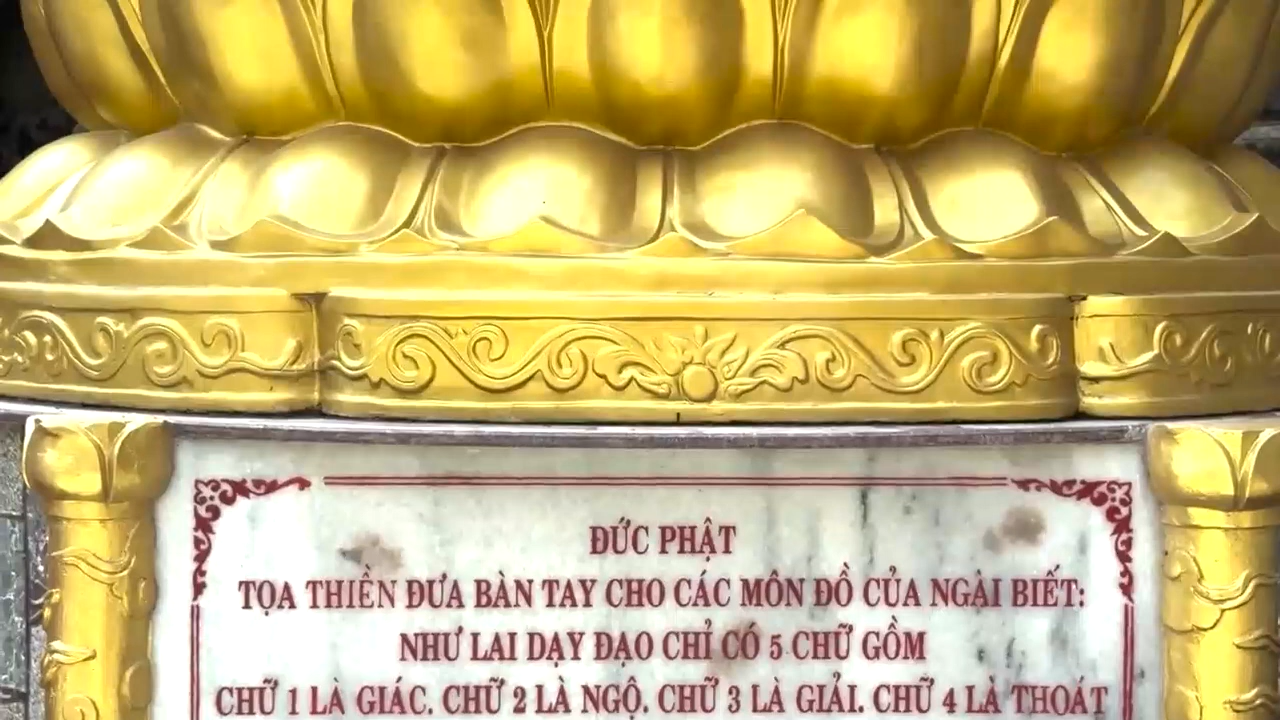 ĐỨC PHẬT
TỌA THIỀN ĐƯA BÀN TAY CHO CÁC MÔN ĐỒ CỦA NGÀI BIẾT:
NHƯ LAI DẠY ĐẠO CHỈ CÓ 5 CHỮ GỒM
CHỮ 1 LÀ GIÁC. CHỮ 2 LÀ NGỘ. CHỮ 3 LÀ GIẢI. CHỮ 4 LÀ THOÁT